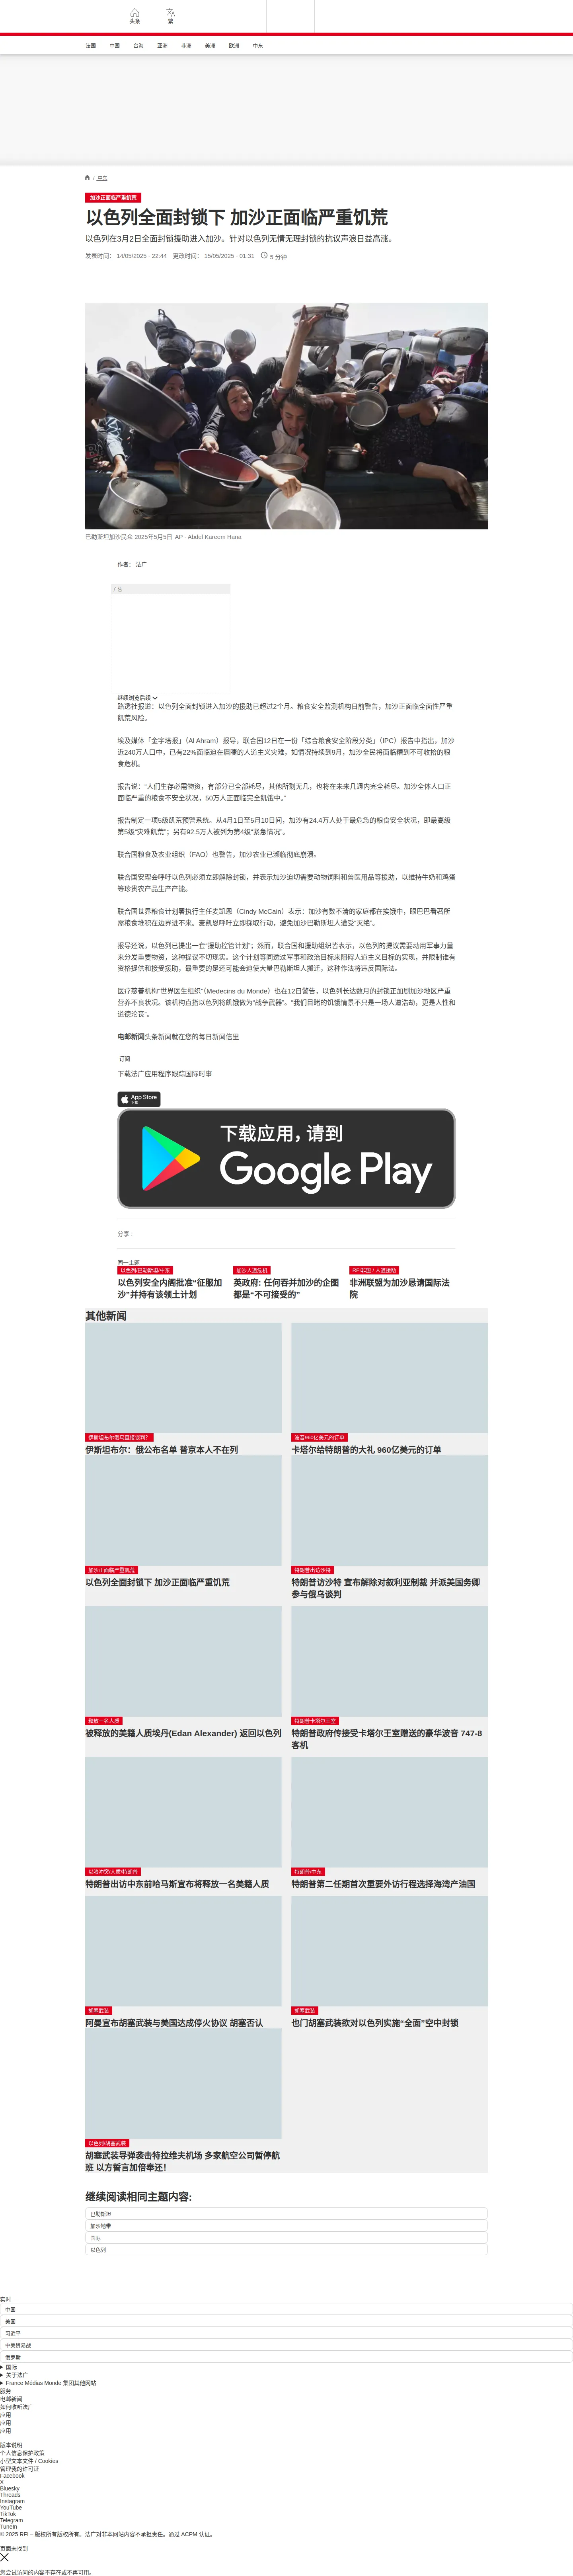 头条
繁
法国 中国 台海 亚洲 非洲 美洲 欧洲 中东
/ 中东
加沙正面临严重飢荒
以色列全面封锁下 加沙正面临严重饥荒
以色列在3月2日全面封锁援助进入加沙。针对以色列无情无理封锁的抗议声浪日益高涨。
发表时间： 14/05/2025 - 22:44 更改时间： 15/05/2025 - 01:31 5 分钟
巴勒斯坦加沙民众 2025年5月5日 AP - Abdel Kareem Hana
作者： 法广
广告
继续浏览后续
路透社报道：以色列全面封锁进入加沙的援助已超过2个月。粮食安全监测机构日前警告，加沙正面临全面性严重
飢荒风险。
埃及媒体「金字塔报」（Al Ahram）报导，联合国12日在一份「综合粮食安全阶段分类」（IPC）报告中指出，加沙
近240万人口中，已有22%面临迫在眉睫的人道主义灾难，如情况持续到9月，加沙全民将面临糟到不可收拾的粮
食危机。
报告说：“人们生存必需物资，有部分已全部耗尽，其他所剩无几，也将在未来几週内完全耗尽。加沙全体人口正
面临严重的粮食不安全状况，50万人正面临完全飢饿中。”
报告制定一项5级飢荒预警系统。从4月1日至5月10日间，加沙有24.4万人处于最危急的粮食安全状况，即最高级
第5级“灾难飢荒”；另有92.5万人被列为第4级“紧急情况”。
联合国粮食及农业组织（FAO）也警告，加沙农业已濒临彻底崩溃。
联合国安理会呼吁以色列必须立即解除封锁，并表示加沙迫切需要动物饲料和兽医用品等援助，以维持牛奶和鸡蛋
等珍贵农产品生产产能。
联合国世界粮食计划署执行主任麦凯恩（Cindy McCain）表示：加沙有数不清的家庭都在挨饿中，眼巴巴看著所
需粮食堆积在边界进不来。麦凯恩呼吁立即採取行动，避免加沙巴勒斯坦人遭受“灭绝”。
报导还说，以色列已提出一套“援助控管计划”；然而，联合国和援助组织皆表示，以色列的提议需要动用军事力量
来分发重要物资，这种提议不切现实。这个计划等同透过军事和政治目标来阻碍人道主义目标的实现，并限制谁有
资格提供和接受援助，最重要的是还可能会迫使大量巴勒斯坦人搬迁，这种作法将违反国际法。
医疗慈善机构“世界医生组织”（Medecins du Monde）也在12日警告，以色列长达数月的封锁正加剧加沙地区严重
营养不良状况。该机构直指以色列将飢饿做为“战争武器”。“我们目睹的饥饿情景不只是一场人道浩劫，更是人性和
道德沦丧”。
电邮新闻头条新闻就在您的每日新闻信里
订阅
下载法广应用程序跟踪国际时事
App Store
下载
下载应用，请到
Google Play
分享 :
同一主题
以色列/巴勒斯坦/中东
以色列安全内阁批准“征服加
沙”并持有该领土计划
加沙人道危机
英政府: 任何吞并加沙的企图
都是“不可接受的”
RFI非盟 / 人道援助
非洲联盟为加沙恳请国际法
院
其他新闻
伊斯坦布尔俄乌直接谈判？
伊斯坦布尔：俄公布名单 普京本人不在列
波音960亿美元的订单
卡塔尔给特朗普的大礼 960亿美元的订单
加沙正面临严重飢荒
以色列全面封锁下 加沙正面临严重饥荒
特朗普出访沙特
特朗普访沙特 宣布解除对叙利亚制裁 并派美国务卿
参与俄乌谈判
释放一名人质
被释放的美籍人质埃丹(Edan Alexander) 返回以色列
特朗普卡塔尔王室
特朗普政府传接受卡塔尔王室赠送的豪华波音 747-8
客机
以哈冲突/人质/特朗普
特朗普出访中东前哈马斯宣布将释放一名美籍人质
特朗普/中东
特朗普第二任期首次重要外访行程选择海湾产油国
胡塞武装
阿曼宣布胡塞武装与美国达成停火协议 胡塞否认
胡塞武装
也门胡塞武装欲对以色列实施“全面”空中封锁
以色列/胡塞武装
胡塞武装导弹袭击特拉维夫机场 多家航空公司暂停航
班 以方誓言加倍奉还！
继续阅读相同主题内容:
巴勒斯坦
加沙地带
国际
以色列
实时
中国
美国
习近平
中美贸易战
俄罗斯
国际
关于法广
France Médias Monde 集团其他网站
服务
电邮新闻
如何收听法广
应用
应用
应用
版本说明
个人信息保护政策
小型文本文件 / Cookies
管理我的许可证
Facebook
X
Bluesky
Threads
Instagram
YouTube
TikTok
Telegram
TuneIn
© 2025 RFI – 版权所有版权所有。法广对非本网站内容不承担责任。通过 ACPM 认证。
页面未找到
您尝试访问的内容不存在或不再可用。